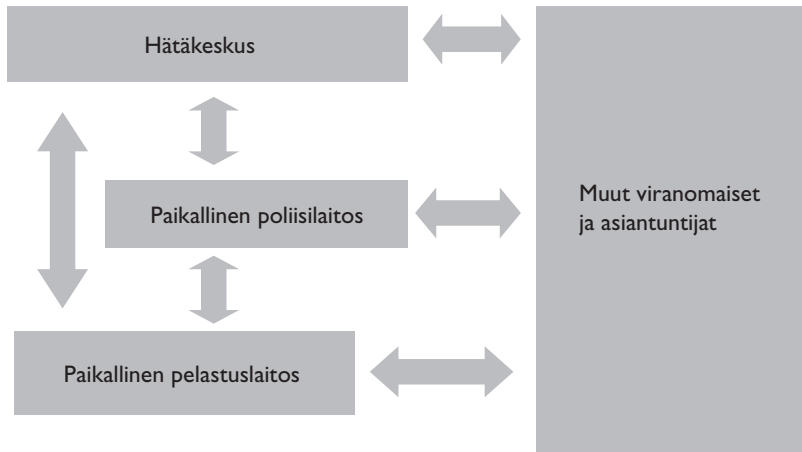 Hätäkeskus
Paikallinen poliisilaitos
Muut viranomaiset
ja asiantuntijat
Paikallinen pelastuslaitos